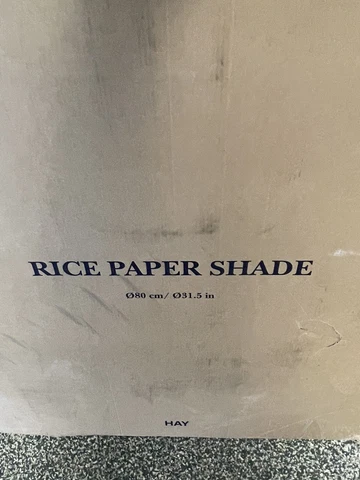 RICE PAPER SHADE
Ø80 cm/ Ø31.5 in
HAY